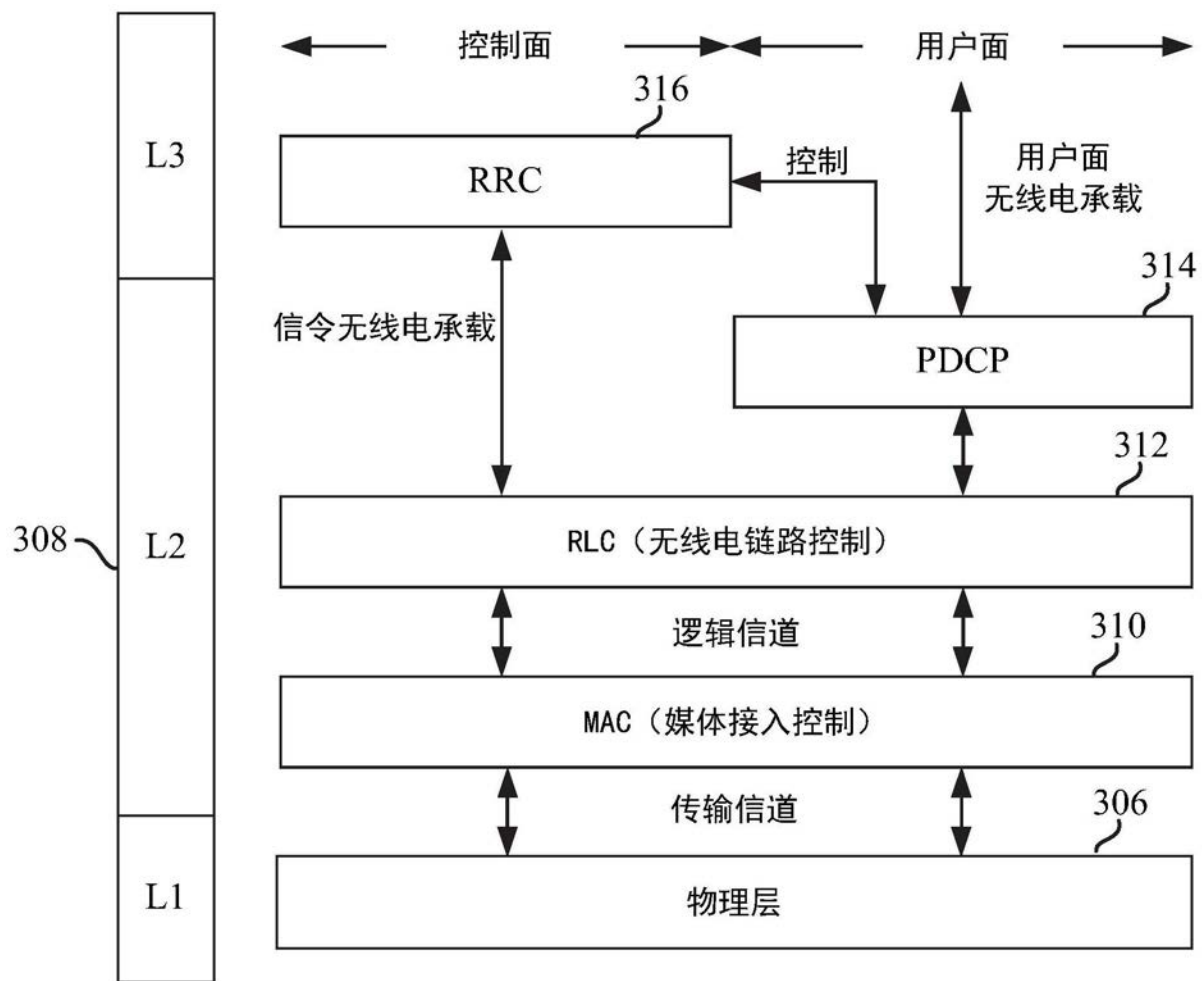 控制面
用户面
316
L3
RRC
控制
用户面
无线电承载
314
信令无线电承载
PDCP
312
308
L2
RLC（无线电链路控制）
逻辑信道
310
MAC（媒体接入控制）
传输信道
306
L1
物理层